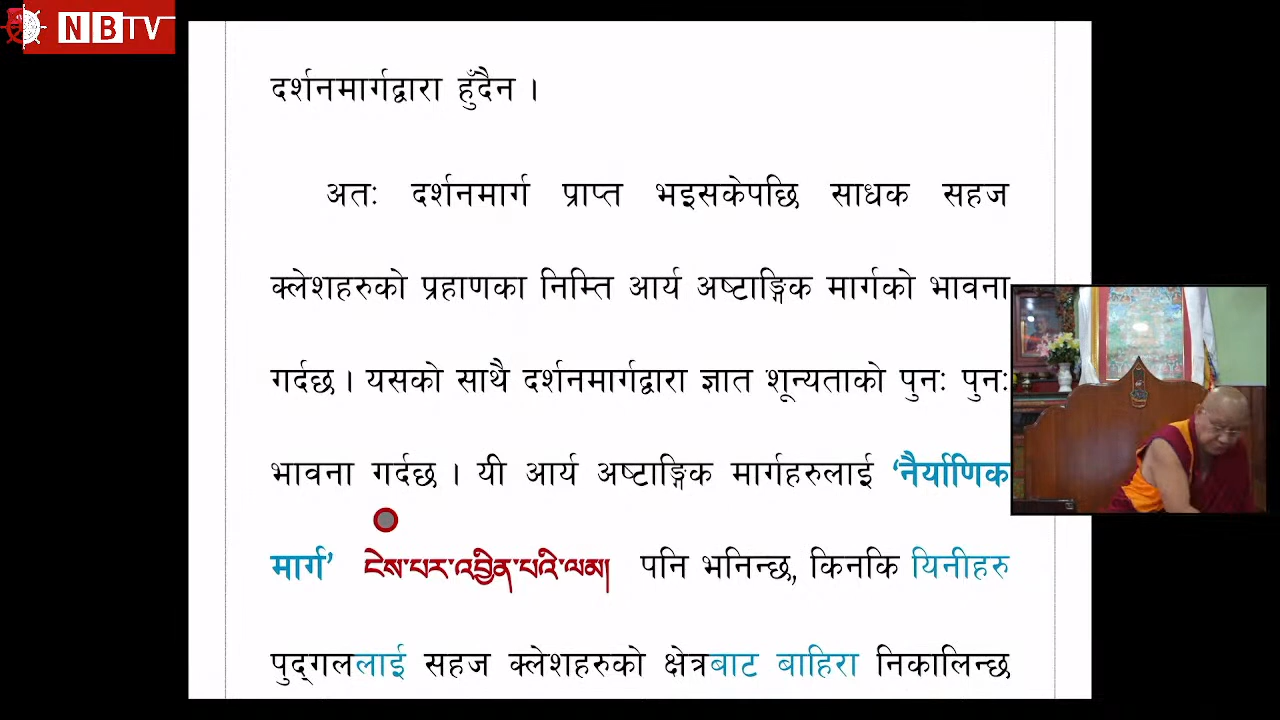 NBTV
दर्शनमार्गद्वारा हुँदैन ।
अतः दर्शनमार्ग प्राप्त भइसकेपछि साधक सहज
क्लेशहरुको प्रहाणका निम्ति आर्य अष्टाङ्गिक मार्गको भावना
गर्दछ । यसको साथै दर्शनमार्गद्वारा ज्ञात शून्यताको पुनः पुनः
भावना गर्दछ । यी आर्य अष्टाङ्गिक मार्गहरुलाई ‘नैर्याणिक
मार्ग’ ངེས་པར་འབྱིན་པའི་ལམ། पनि भनिन्छ, किनकि यिनीहरु
पुद्गललाई सहज क्लेशहरुको क्षेत्रबाट बाहिरा निकालिन्छ